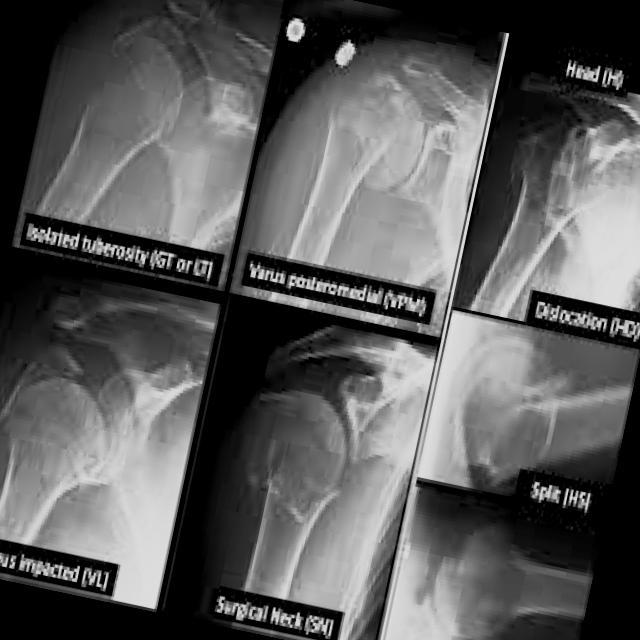 Head (H)
Isolated tuberosity (GT or LT)
Varus posteromedial (VPM)
Dislocation (HD)
Split (HS)
Impacted (VL)
Surgical Neck (SN)